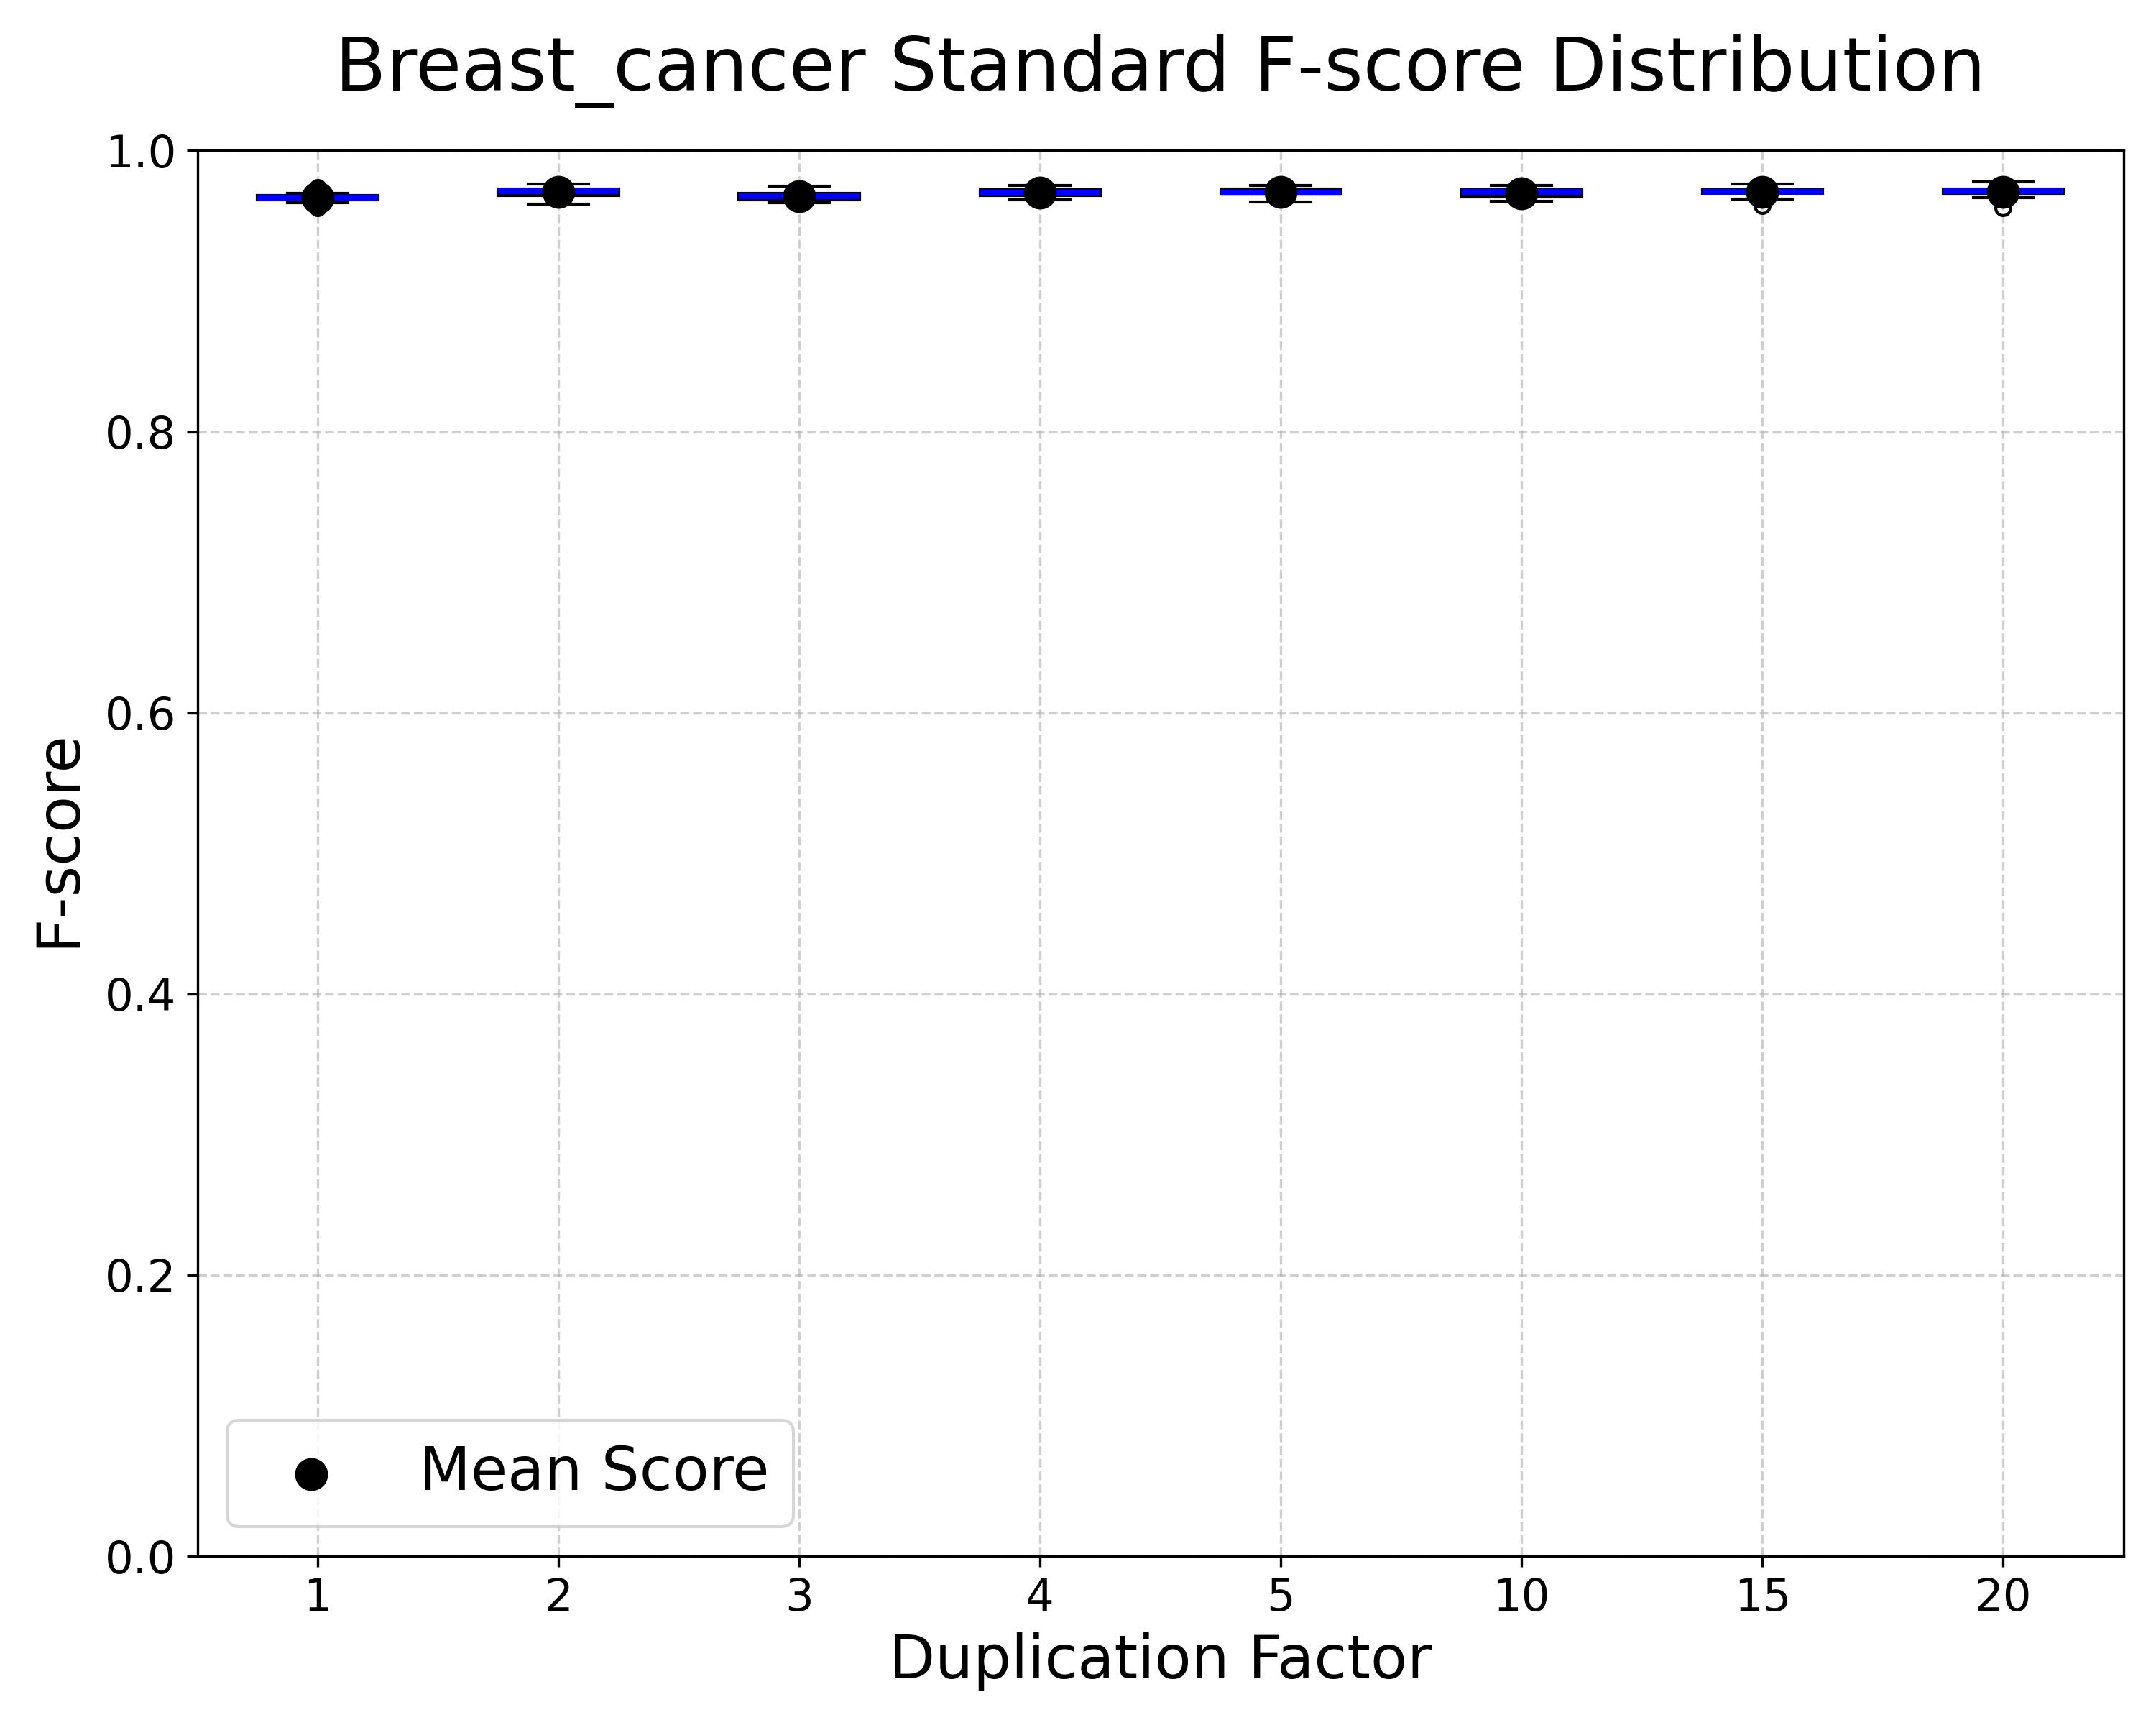 Breast_cancer Standard F-score Distribution
1.0
0.8
0.6
0.4
0.2
0.0
F-score
Mean Score
1 2 3 4 5 10 15 20
Duplication Factor